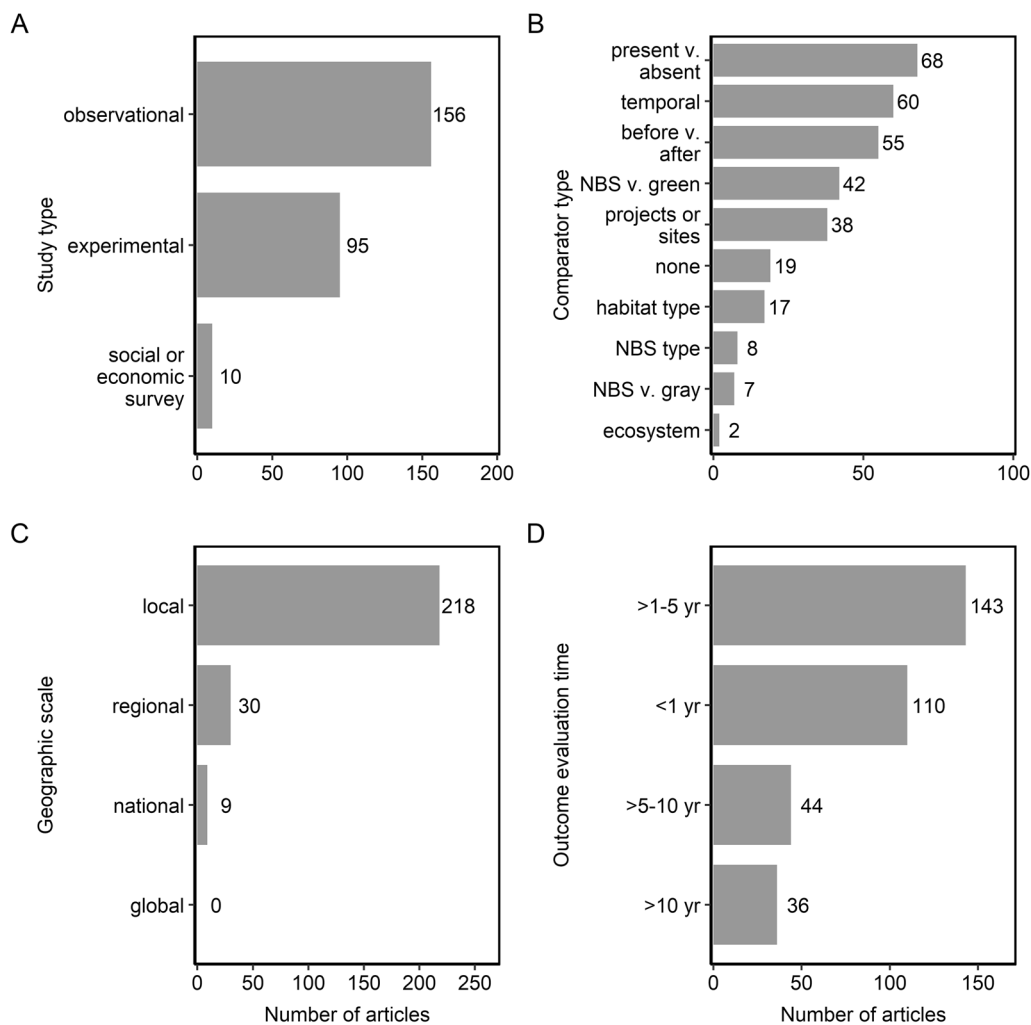 A
Study type
observational
156
experimental
95
social or
economic
survey
10
0 50 100 150 200
B
Comparator type
present v.
absent
68
temporal
60
before v.
after
55
NBS v. green
42
projects or
sites
38
none
19
habitat type
17
NBS type
8
NBS v. gray
7
ecosystem
2
0 50 100
C
Geographic scale
local
218
regional
30
national
9
global
0
0 50 100 150 200 250
Number of articles
D
Outcome evaluation time
>1-5 yr
143
<1 yr
110
>5-10 yr
44
>10 yr
36
0 50 100 150
Number of articles